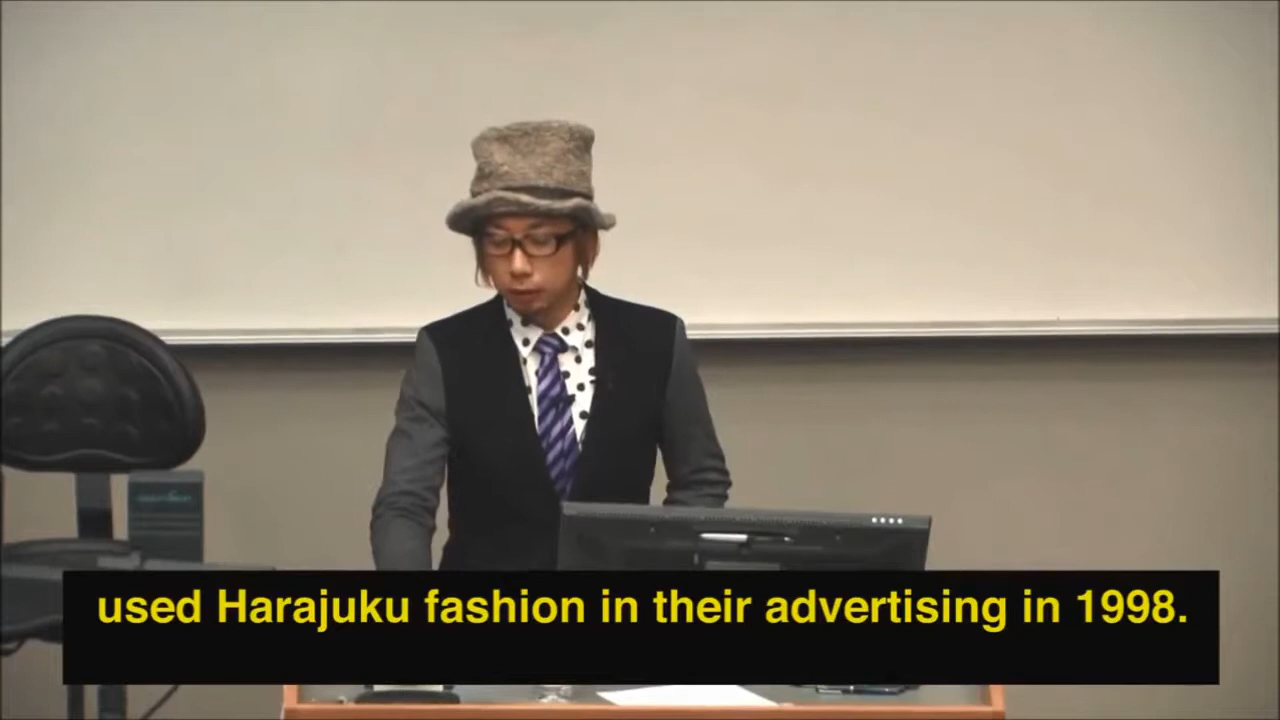 used Harajuku fashion in their advertising in 1998.